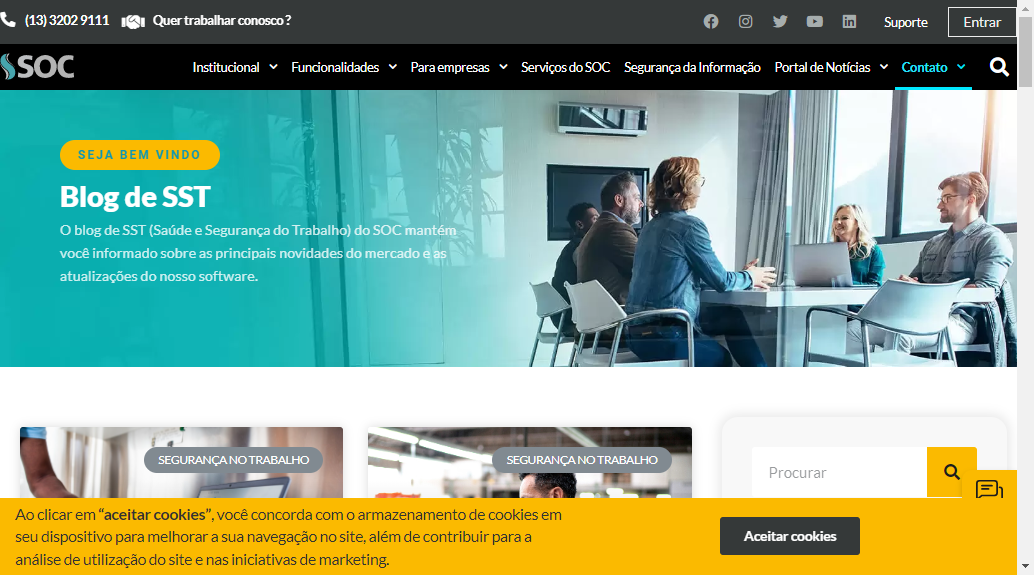 (13) 3202 9111 Quer trabalhar conosco ? Suporte Entrar
SOC Institucional Funcionalidades Para empresas Serviços do SOC Segurança da Informação Portal de Notícias Contato
SEJA BEM VINDO
Blog de SST
O blog de SST (Saúde e Segurança do Trabalho) do SOC mantém
você informado sobre as principais novidades do mercado e as
atualizações do nosso software.
SEGURANÇA NO TRABALHO SEGURANÇA NO TRABALHO
Procurar
Ao clicar em “aceitar cookies”, você concorda com o armazenamento de cookies em
seu dispositivo para melhorar a sua navegação no site, além de contribuir para a
análise de utilização do site e nas iniciativas de marketing.
Aceitar cookies